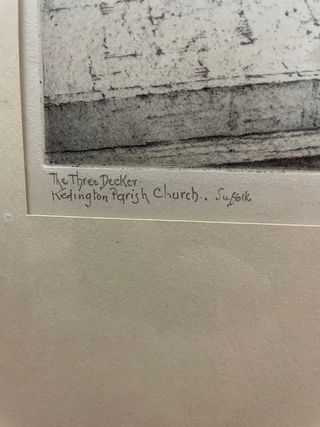 The Three Decker.
Kedington Parish Church.. Suffolk